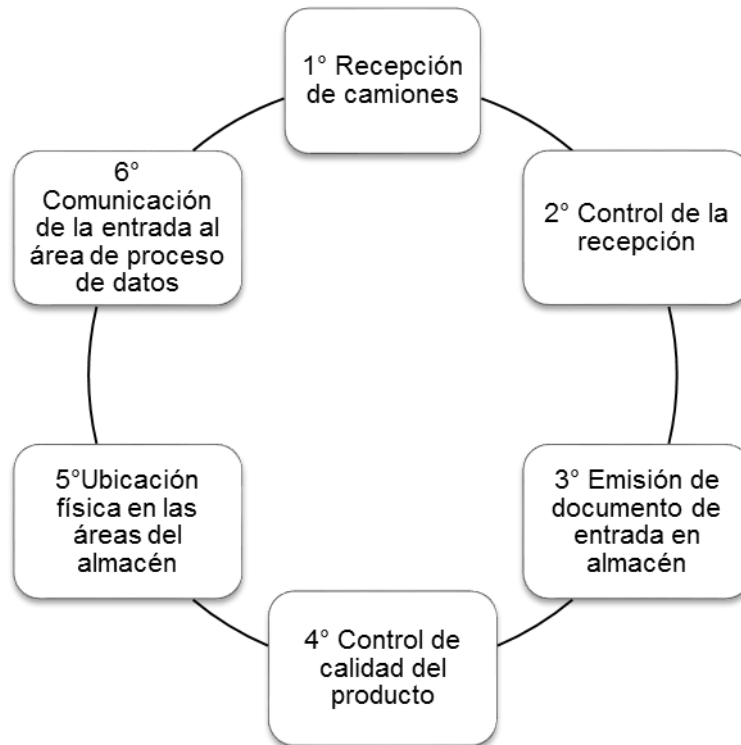 1° Recepción
de camiones
2° Control de la
recepción
3° Emisión de
documento de
entrada en
almacén
4° Control de
calidad del
producto
5°Ubicación
física en las
áreas del
almacén
6°
Comunicación
de la entrada al
área de proceso
de datos